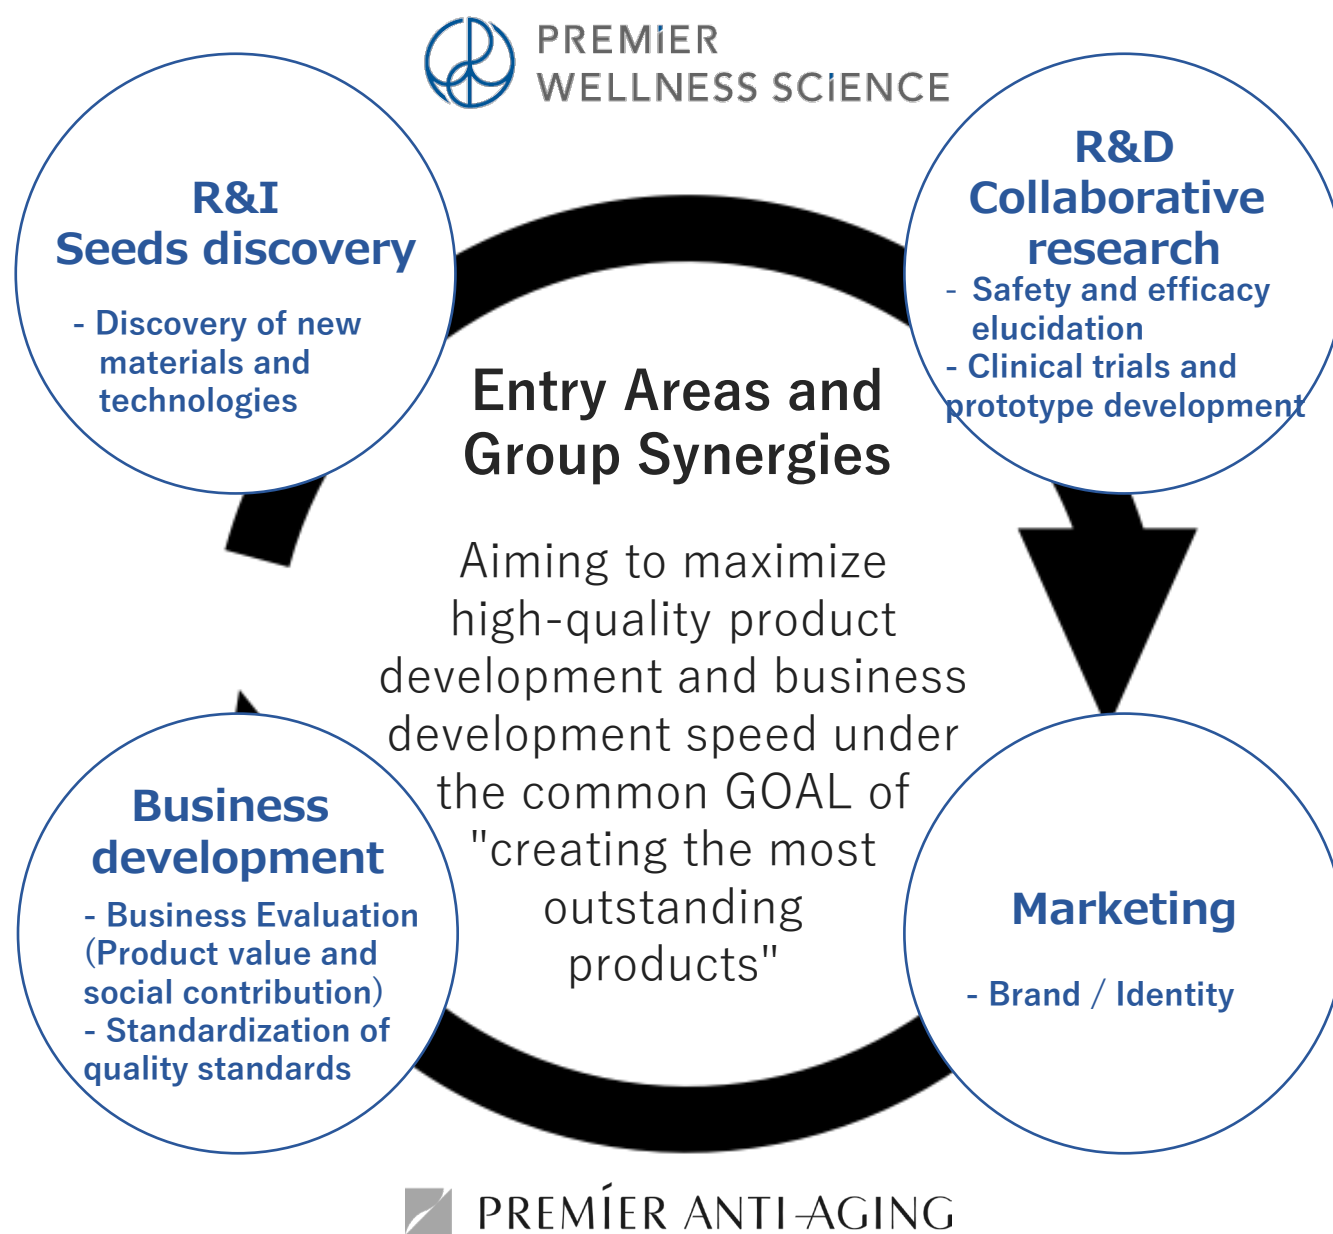 PREMIER
WELLNESS SCIENCE
R&I
Seeds discovery
- Discovery of new
materials and
technologies
R&D
Collaborative
research
- Safety and efficacy
elucidation
- Clinical trials and
prototype development
Entry Areas and
Group Synergies
Aiming to maximize
high-quality product
development and business
development speed under
the common GOAL of
"creating the most
outstanding
products"
Business
development
- Business Evaluation
(Product value and
social contribution)
- Standardization of
quality standards
Marketing
- Brand / Identity
PREMÍER ANTI-AGING